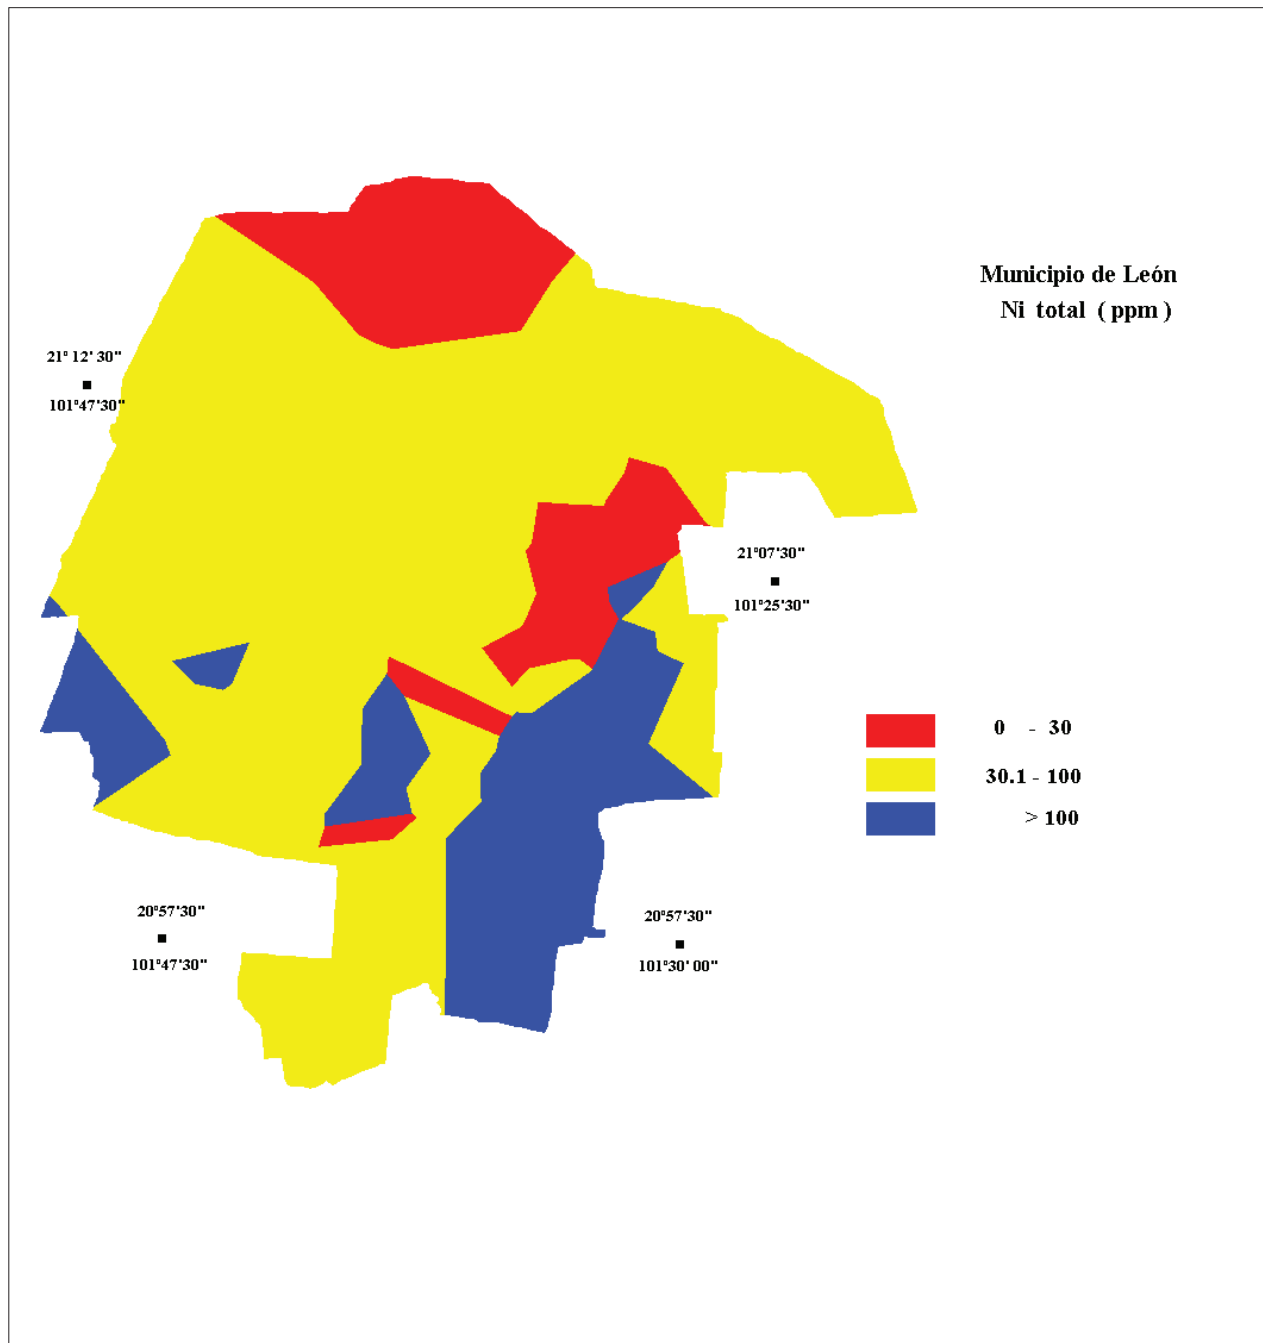 Municipio de León
Ni total ( ppm )
21° 12' 30"
101°47'30"
21°07'30"
101°25'30"
0 - 30
30.1 - 100
> 100
20°57'30"
101°47'30"
20°57'30"
101°30' 00"